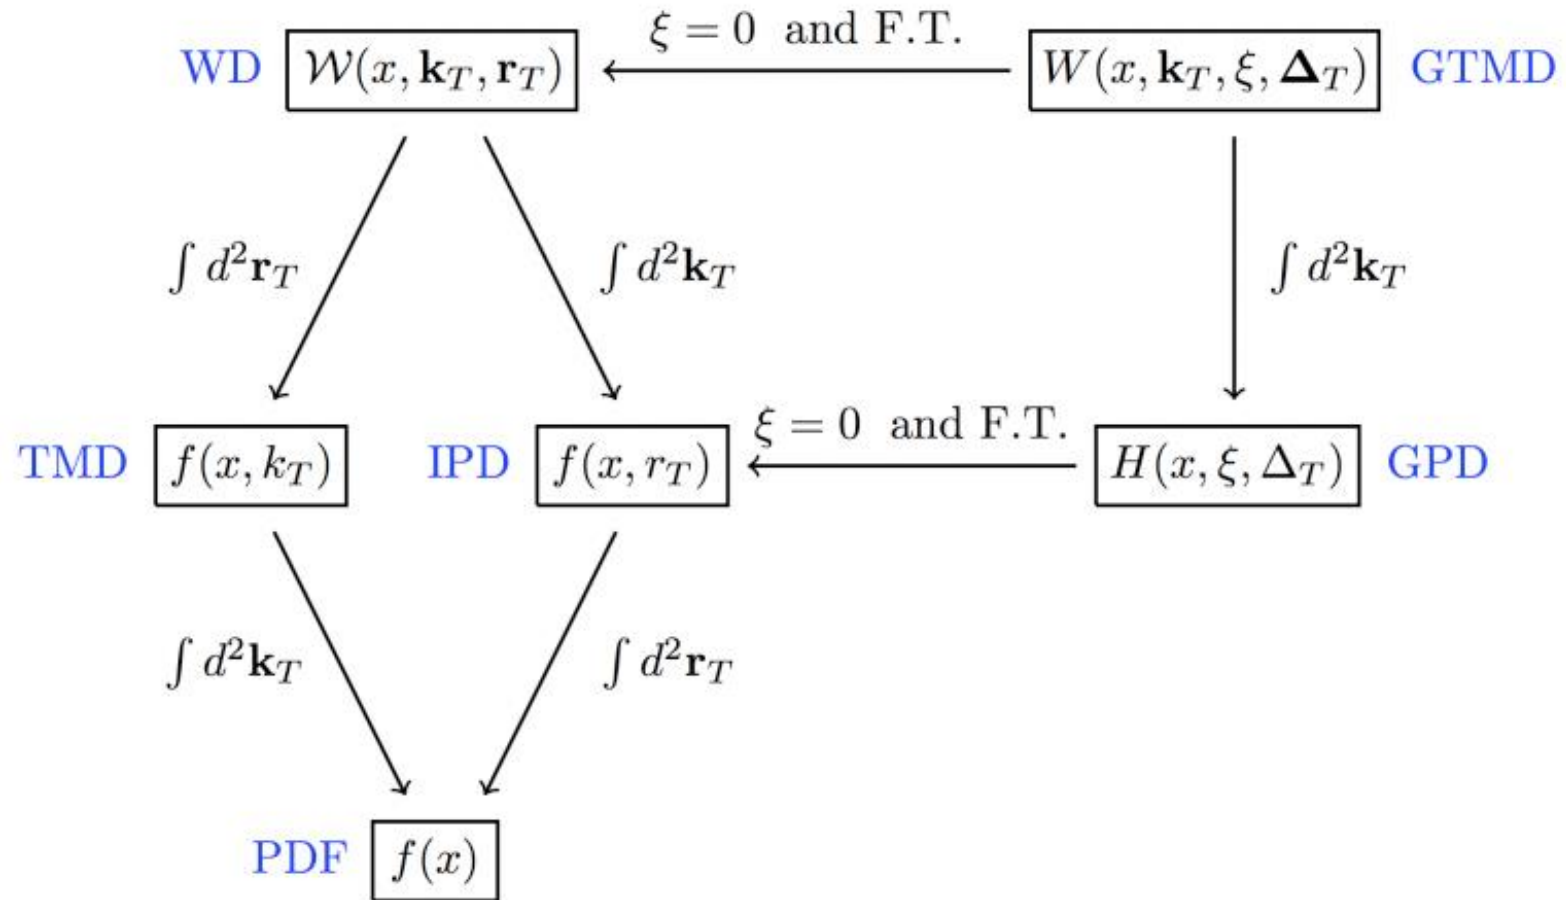 WD 𝒲(x, 𝐤_T, 𝐫_T) ξ = 0 and F.T. W(x, 𝐤_T, ξ, 𝚫_T) GTMD
∫ d²𝐫_T ∫ d²𝐤_T ∫ d²𝐤_T
TMD f(x, k_T) IPD f(x, r_T) ξ = 0 and F.T. H(x, ξ, Δ_T) GPD
∫ d²𝐤_T ∫ d²𝐫_T
PDF f(x)